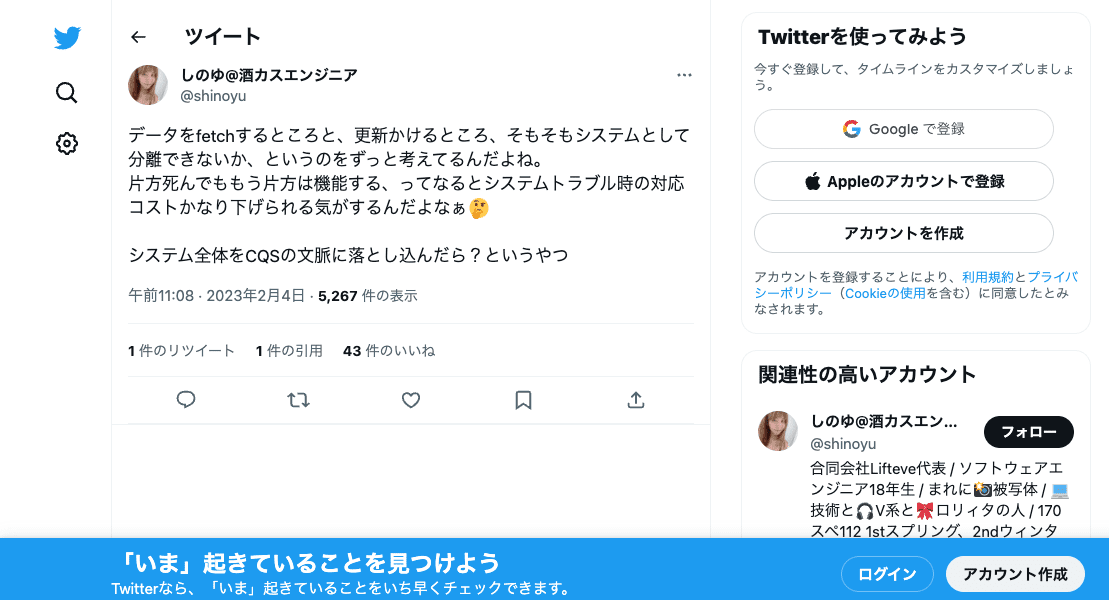 ツイート
しのゆ@酒カスエンジニア
@shinoyu
データをfetchするところと、更新かけるところ、そもそもシステムとして
分離できないか、というのをずっと考えてるんだよね。
片方死んでももう片方は機能する、ってなるとシステムトラブル時の対応
コストかなり下げられる気がするんだよなぁ🤔
システム全体をCQSの文脈に落とし込んだら？というやつ
午前11:08 · 2023年2月4日 · 5,267 件の表示
1 件のリツイート 1 件の引用 43 件のいいね
Twitterを使ってみよう
今すぐ登録して、タイムラインをカスタマイズしましょ
う。
Google で登録
Appleのアカウントで登録
アカウントを作成
アカウントを登録することにより、利用規約とプライバ
シーポリシー（Cookieの使用を含む）に同意したとみ
なされます。
関連性の高いアカウント
しのゆ@酒カスエン...
フォロー
@shinoyu
合同会社Lifteve代表 / ソフトウェアエ
ンジニア18年生 / まれに📸被写体 / 💻
技術と🎧V系と🎀ロリィタの人 / 170
スペ112 1stスプリング、2ndウィンタ
「いま」起きていることを見つけよう
Twitterなら、「いま」起きていることをいち早くチェックできます。
ログイン
アカウント作成